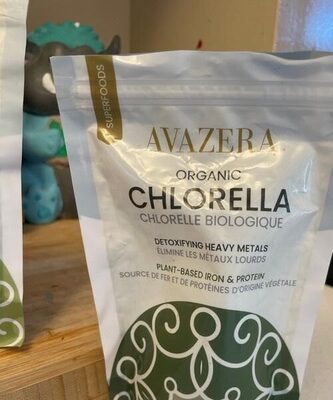 SUPERFOODS
AVAZERA
ORGANIC
CHLORELLA
CHLORELLE BIOLOGIQUE
DETOXIFYING HEAVY METALS
ÉLIMINE LES MÉTAUX LOURDS
PLANT-BASED IRON & PROTEIN
SOURCE DE FER ET DE PROTÉINES D'ORIGINE VÉGÉTALE